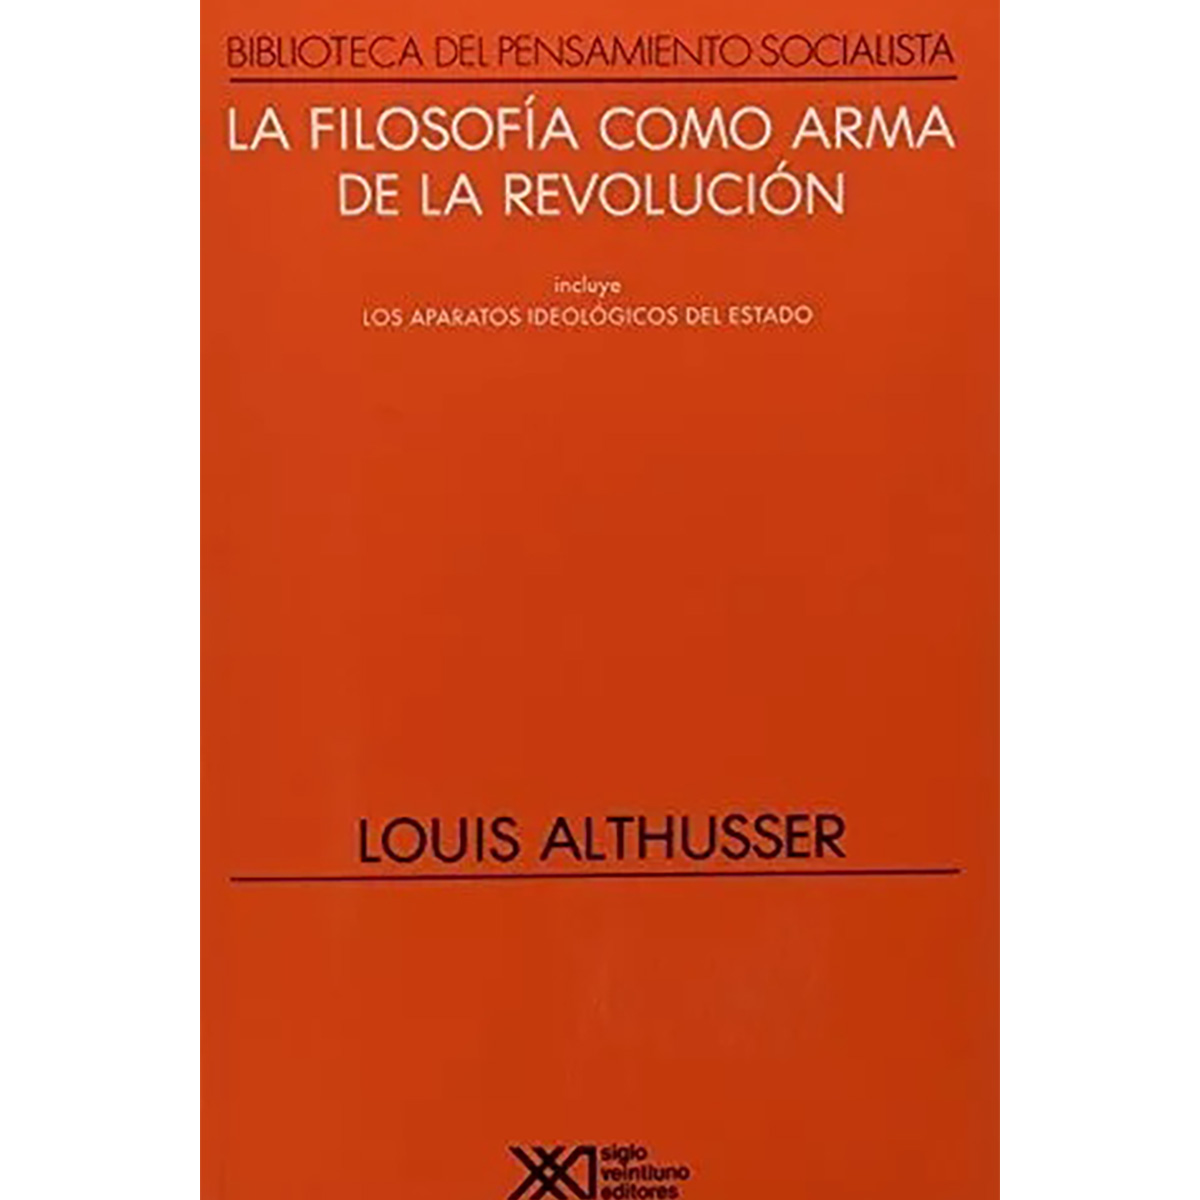 BIBLIOTECA DEL PENSAMIENTO SOCIALISTA
LA FILOSOFÍA COMO ARMA
DE LA REVOLUCIÓN
incluye
LOS APARATOS IDEOLÓGICOS DEL ESTADO
LOUIS ALTHUSSER
siglo
veintiuno
editores